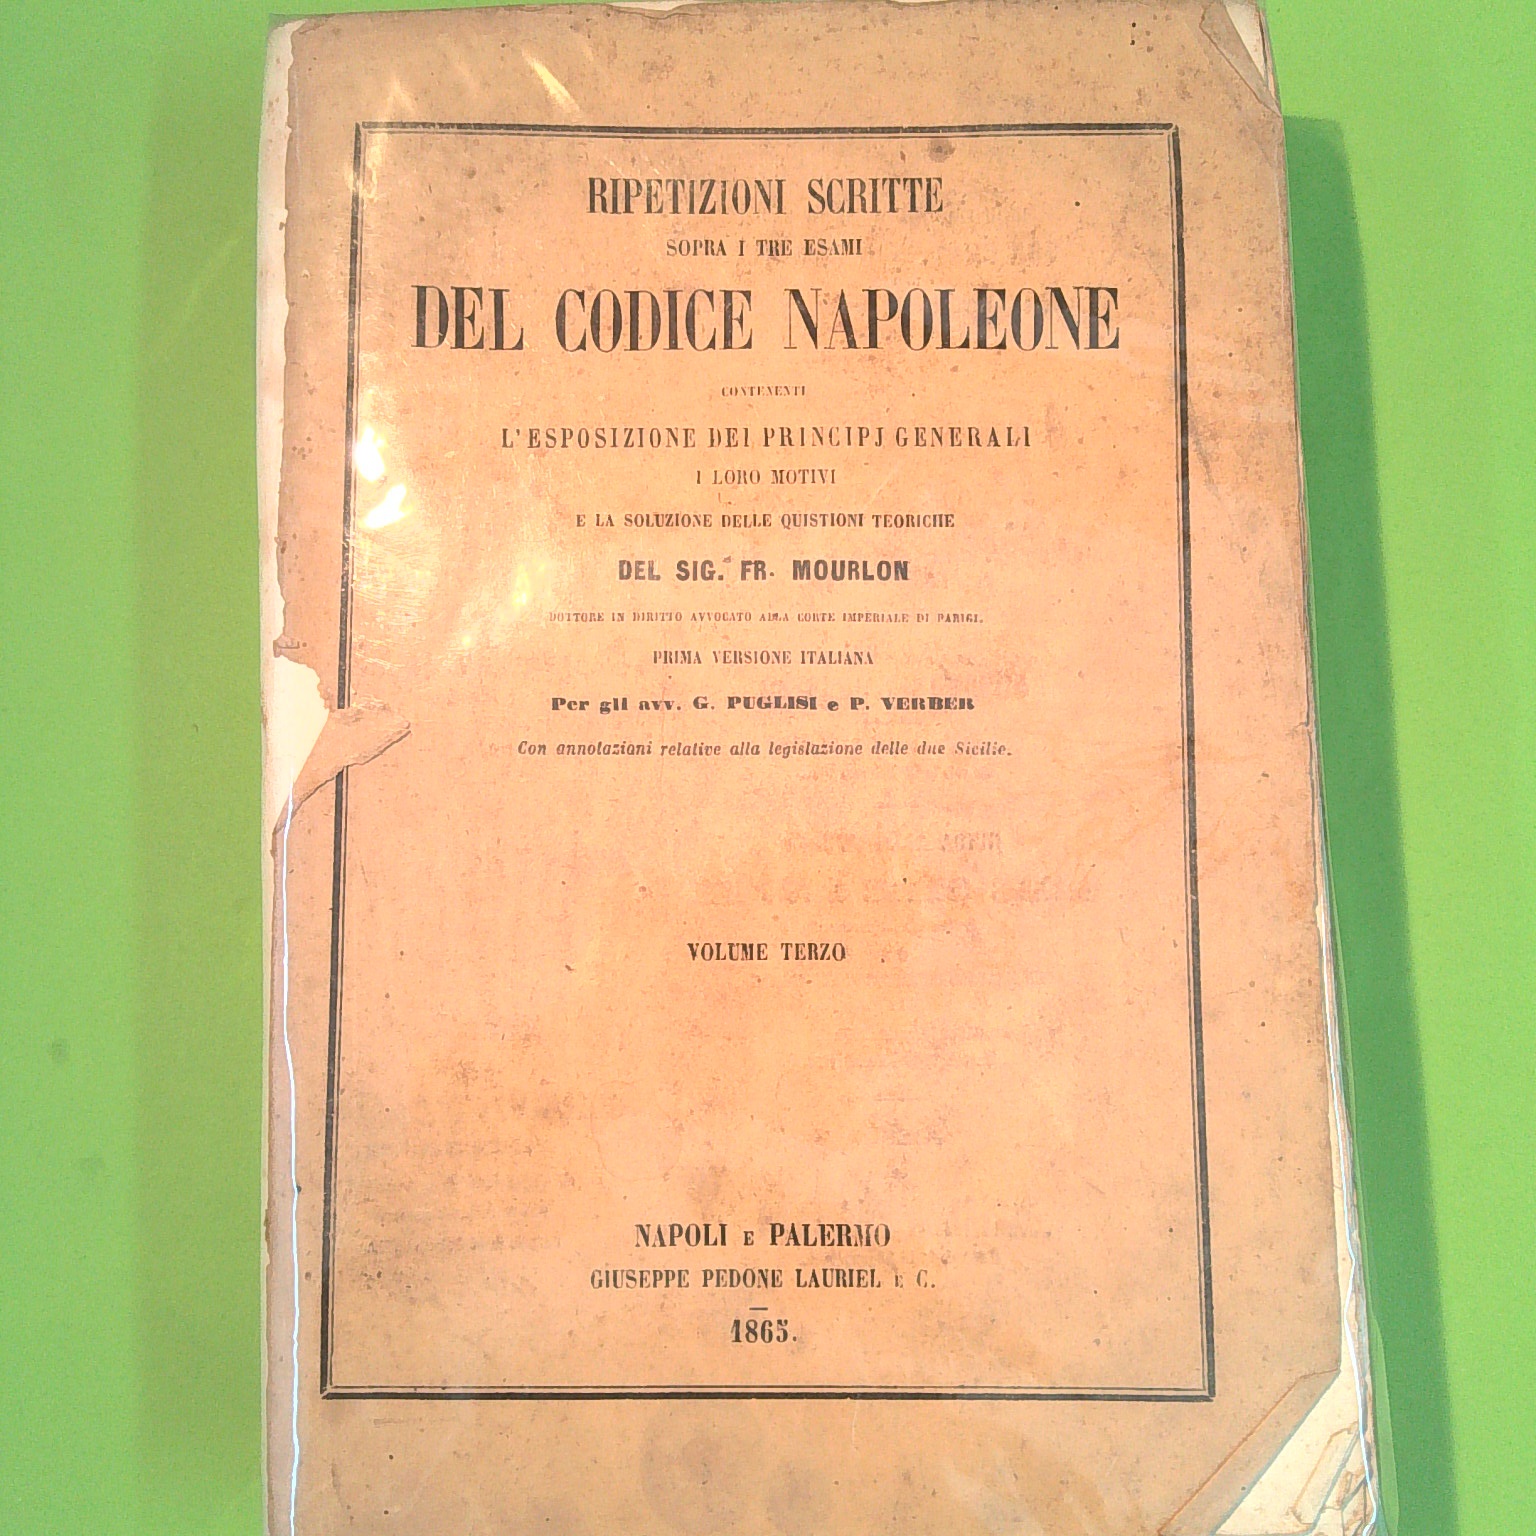 RIPETIZIONI SCRITTE
SOPRA I TRE ESAMI
DEL CODICE NAPOLEONE
CONTENENTI
L'ESPOSIZIONE DEI PRINCIPJ GENERALI
I LORO MOTIVI
E LA SOLUZIONE DELLE QUISTIONI TEORICHE
DEL SIG. FR. MOURLON
DOTTORE IN DIRITTO AVVOCATO ALLA CORTE IMPERIALE DI PARIGI.
PRIMA VERSIONE ITALIANA
Per gli avv. G. PUGLISI e P. VERBER
Con annotazioni relative alla legislazione delle due Sicilie.
VOLUME TERZO
NAPOLI E PALERMO
GIUSEPPE PEDONE LAURIEL E C.
1865.